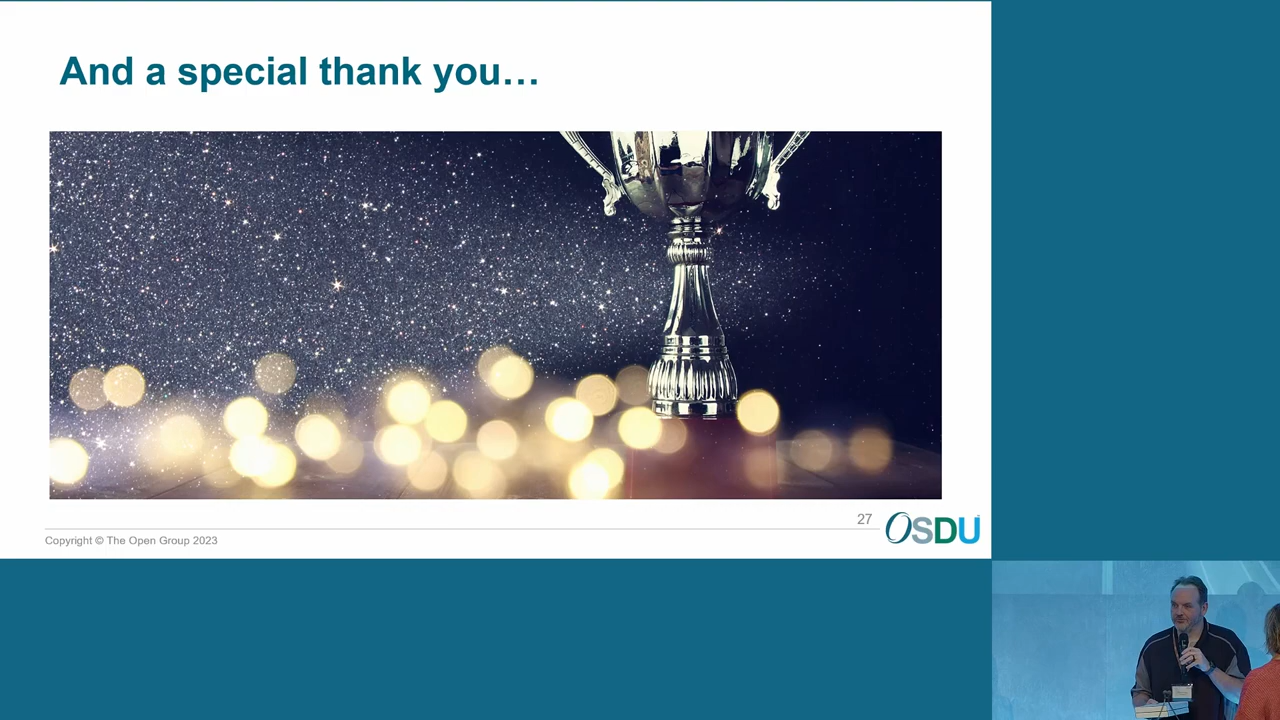 And a special thank you…
27
OSDU
Copyright © The Open Group 2023